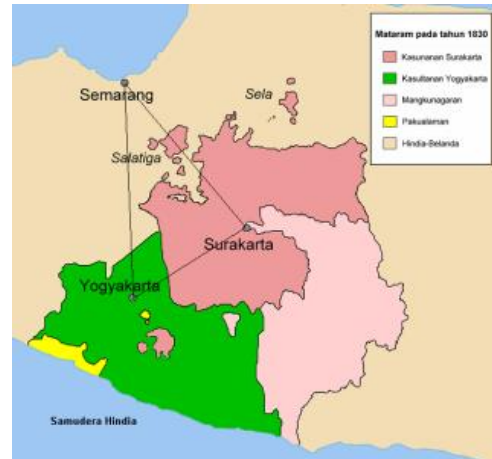 Mataram pada tahun 1830
Kasunanan Surakarta
Kasultanan Yogyakarta
Mangkunagaran
Pakualaman
Hindia-Belanda
Semarang
Sela
Salatiga
Surakarta
Yogyakarta
Samudera Hindia